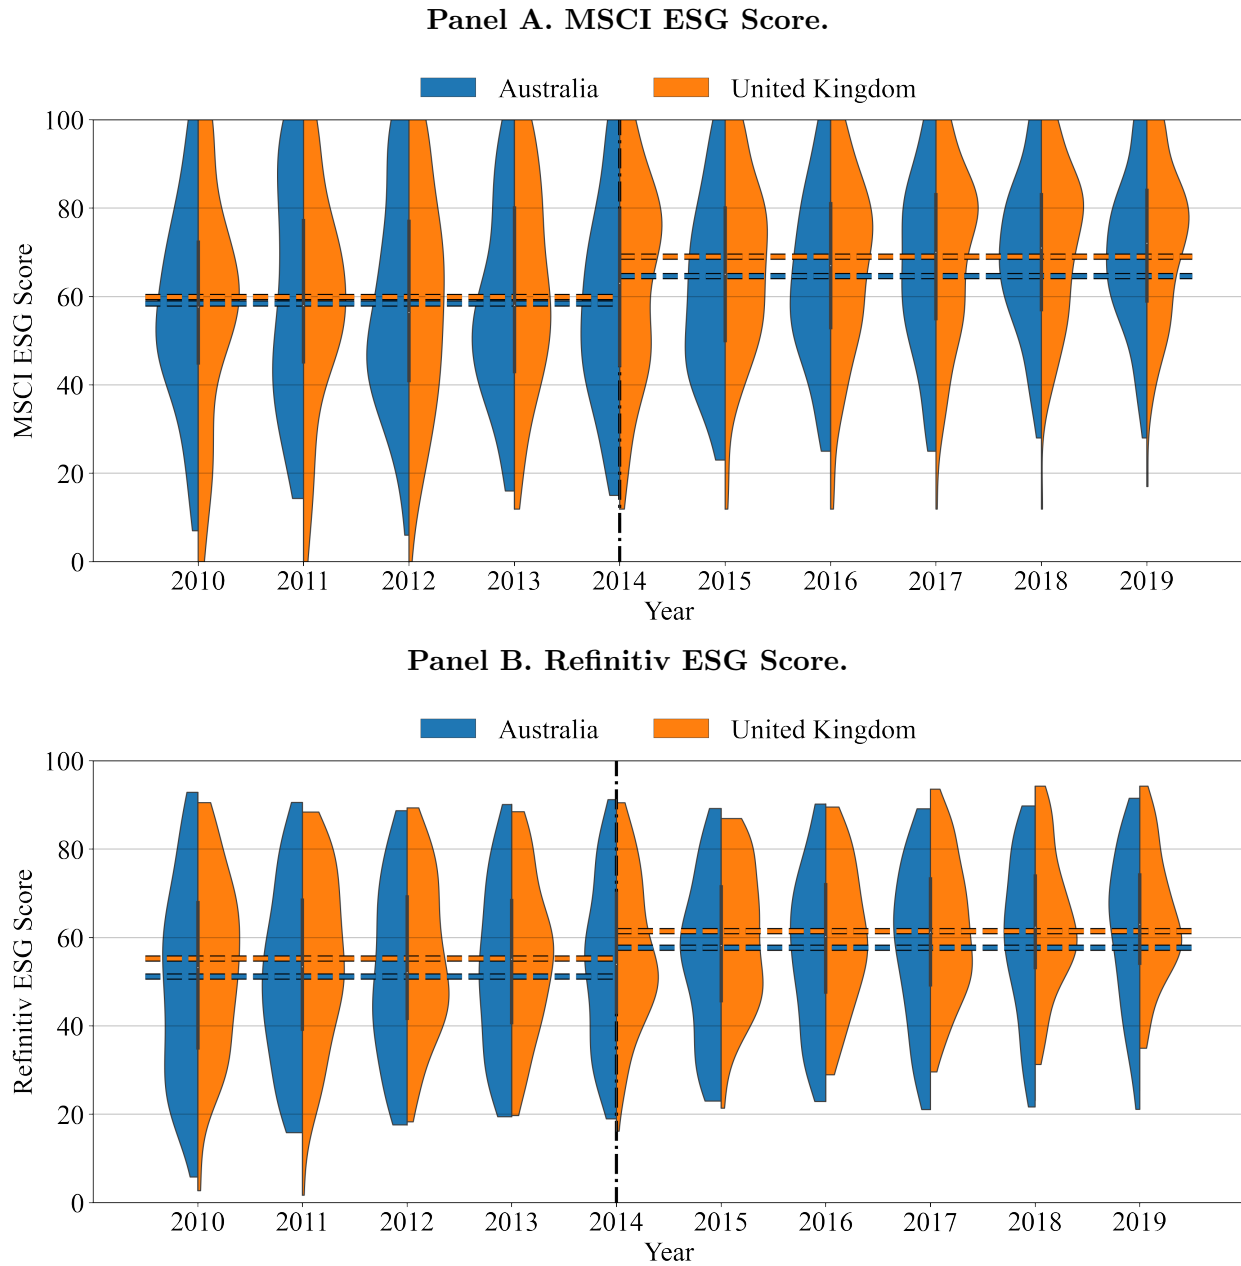 Panel A. MSCI ESG Score.
Australia United Kingdom
100
80
60
40
20
0
MSCI ESG Score
2010 2011 2012 2013 2014 2015 2016 2017 2018 2019
Year
Panel B. Refinitiv ESG Score.
Australia United Kingdom
100
80
60
40
20
0
Refinitiv ESG Score
2010 2011 2012 2013 2014 2015 2016 2017 2018 2019
Year